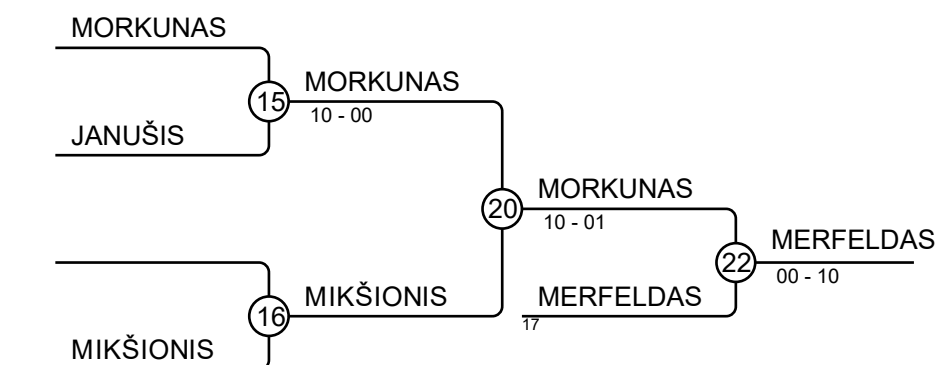 MORKUNAS
15
MORKUNAS
10 - 00
JANUŠIS
20
MORKUNAS
10 - 01
22
MERFELDAS
00 - 10
16
MIKŠIONIS
MERFELDAS
17
MIKŠIONIS